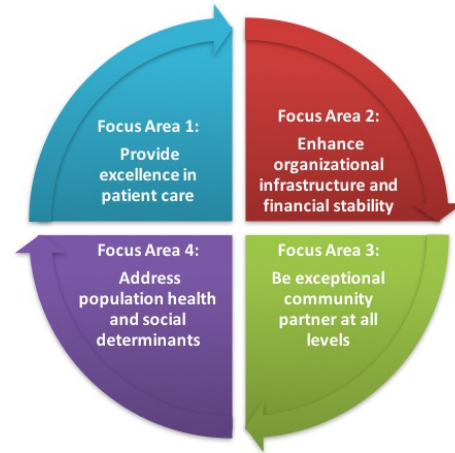 Focus Area 1:
Provide
excellence in
patient care
Focus Area 2:
Enhance
organizational
infrastructure and
financial stability
Focus Area 3:
Be exceptional
community
partner at all
levels
Focus Area 4:
Address
population health
and social
determinants